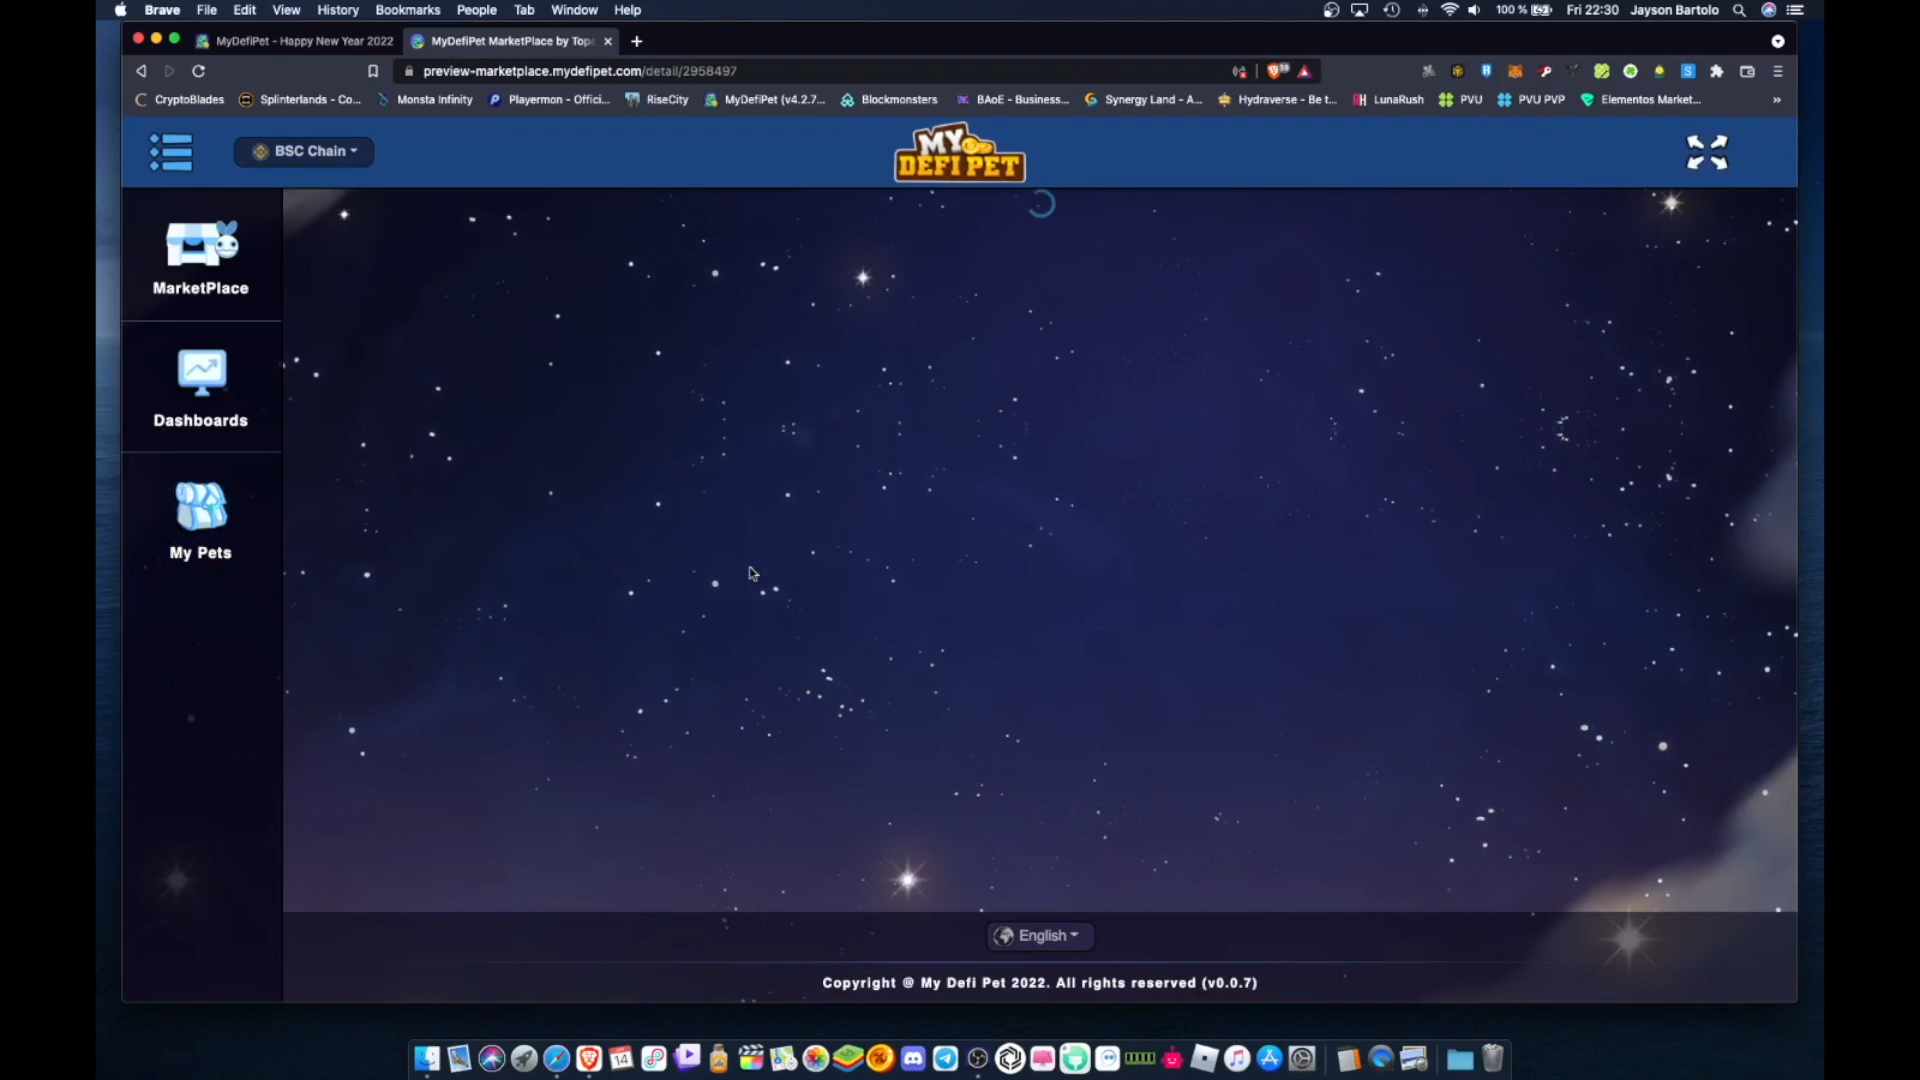 Brave File Edit View History Bookmarks People Tab Window Help 100 % Fri 22:30 Jayson Bartolo
MyDefiPet - Happy New Year 2022 MyDefiPet MarketPlace by Top
preview-marketplace.mydefipet.com/detail/2958497
CryptoBlades Splinterlands - Co... Monsta Infinity Playermon - Offici... RiseCity MyDefiPet (v4.2.7... Blockmonsters BAoE - Business... Synergy Land - A... Hydraverse - Be t... LunaRush PVU PVU PVP Elementos Market... »
BSC Chain
MY
DEFI PET
MarketPlace
Dashboards
My Pets
English
Copyright @ My Defi Pet 2022. All rights reserved (v0.0.7)
14